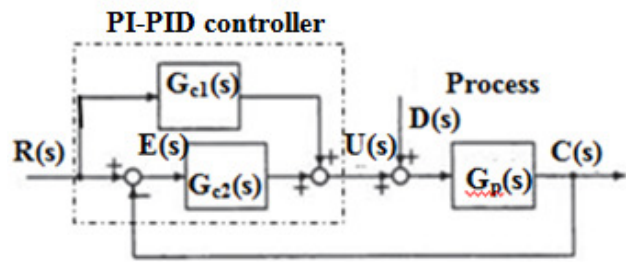 PI-PID controller
Gc1(s)
Process
D(s)
R(s)
+
E(s)
U(s)
+
+
C(s)
Gc2(s)
+
+
Gp(s)
−